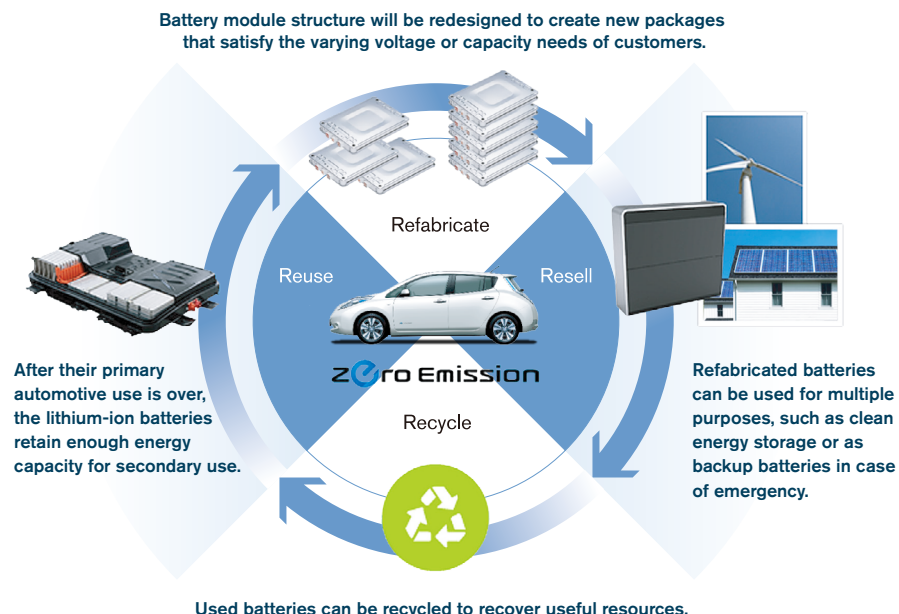 Battery module structure will be redesigned to create new packages
that satisfy the varying voltage or capacity needs of customers.
Refabricate
Reuse
Resell
zero Emission
After their primary
automotive use is over,
the lithium-ion batteries
retain enough energy
capacity for secondary use.
Refabricated batteries
can be used for multiple
purposes, such as clean
energy storage or as
backup batteries in case
of emergency.
Recycle
Used batteries can be recycled to recover useful resources.